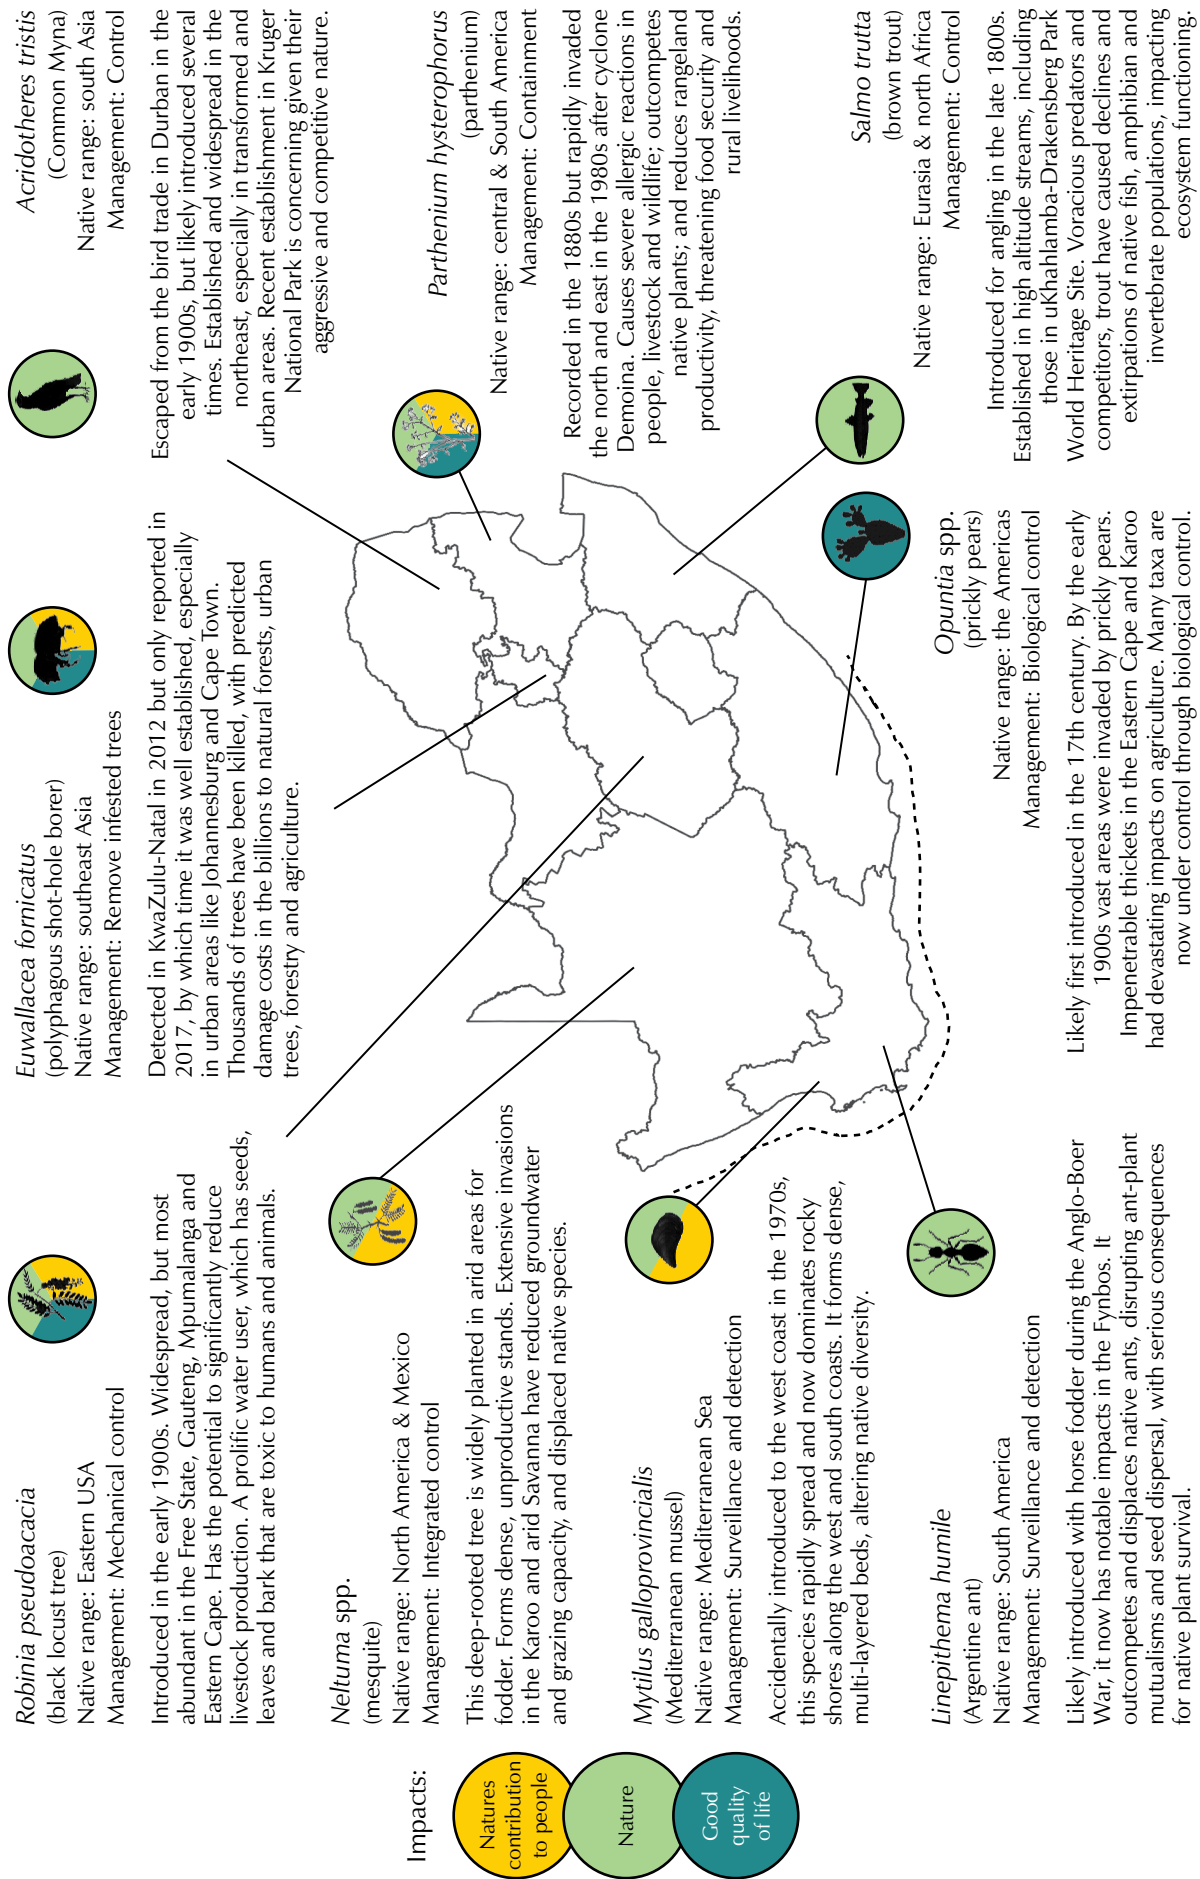 Robinia pseudoacacia
(black locust tree)
Native range: Eastern USA
Management: Mechanical control
Introduced in the early 1900s. Widespread, but most
abundant in the Free State, Gauteng, Mpumalanga and
Eastern Cape. Has the potential to significantly reduce
livestock production. A prolific water user, which has seeds,
leaves and bark that are toxic to humans and animals.
Euwallacea fornicatus
(polyphagous shot-hole borer)
Native range: southeast Asia
Management: Remove infested trees
Detected in KwaZulu-Natal in 2012 but only reported in
2017, by which time it was well established, especially
in urban areas like Johannesburg and Cape Town.
Thousands of trees have been killed, with predicted
damage costs in the billions to natural forests, urban
trees, forestry and agriculture.
Acridotheres tristis
(Common Myna)
Native range: south Asia
Management: Control
Escaped from the bird trade in Durban in the
early 1900s, but likely introduced several
times. Established and widespread in the
northeast, especially in transformed and
urban areas. Recent establishment in Kruger
National Park is concerning given their
aggressive and competitive nature.
Impacts:
Natures
contribution
to people
Nature
Good
quality
of life
Neltuma spp.
(mesquite)
Native range: North America & Mexico
Management: Integrated control
This deep-rooted tree is widely planted in arid areas for
fodder. Forms dense, unproductive stands. Extensive invasions
in the Karoo and arid Savanna have reduced groundwater
and grazing capacity, and displaced native species.
Parthenium hysterophorus
(parthenium)
Native range: central & South America
Management: Containment
Recorded in the 1880s but rapidly invaded
the north and east in the 1980s after cyclone
Demoina. Causes severe allergic reactions in
people, livestock and wildlife; outcompetes
native plants; and reduces rangeland
productivity, threatening food security and
rural livelihoods.
Mytilus galloprovincialis
(Mediterranean mussel)
Native range: Mediterranean Sea
Management: Surveillance and detection
Accidentally introduced to the west coast in the 1970s,
this species rapidly spread and now dominates rocky
shores along the west and south coasts. It forms dense,
multi-layered beds, altering native diversity.
Linepithema humile
(Argentine ant)
Native range: South America
Management: Surveillance and detection
Likely introduced with horse fodder during the Anglo-Boer
War, it now has notable impacts in the Fynbos. It
outcompetes and displaces native ants, disrupting ant-plant
mutualisms and seed dispersal, with serious consequences
for native plant survival.
Opuntia spp.
(prickly pears)
Native range: the Americas
Management: Biological control
Likely first introduced in the 17th century. By the early
1900s vast areas were invaded by prickly pears.
Impenetrable thickets in the Eastern Cape and Karoo
had devastating impacts on agriculture. Many taxa are
now under control through biological control.
Salmo trutta
(brown trout)
Native range: Eurasia & north Africa
Management: Control
Introduced for angling in the late 1800s.
Established in high altitude streams, including
those in uKhahlamba-Drakensberg Park
World Heritage Site. Voracious predators and
competitors, trout have caused declines and
extirpations of native fish, amphibian and
invertebrate populations, impacting
ecosystem functioning.